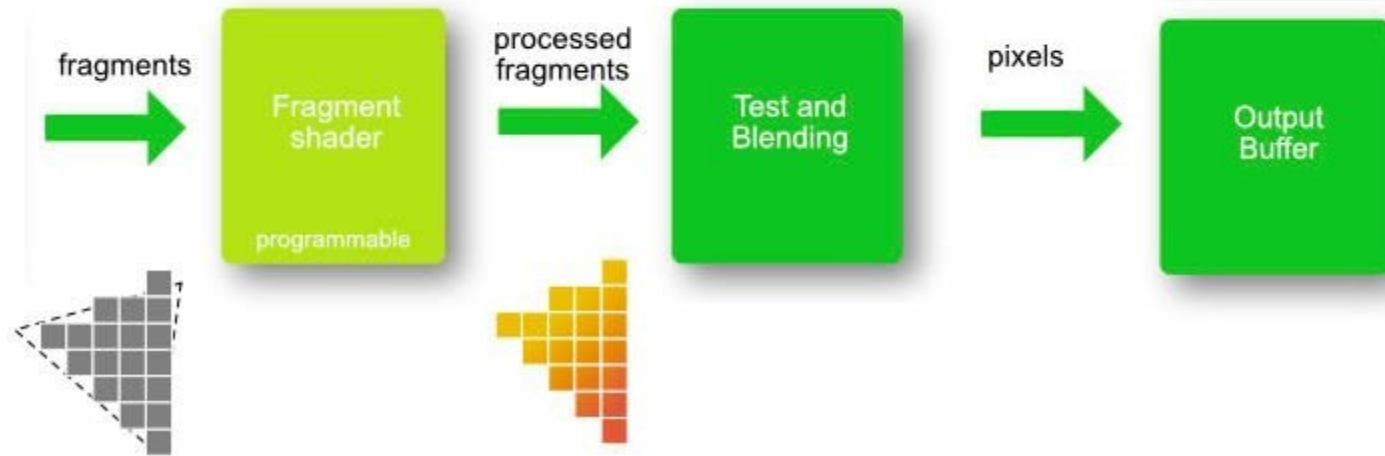 fragments
Fragment
shader
programmable
processed
fragments
Test and
Blending
pixels
Output
Buffer